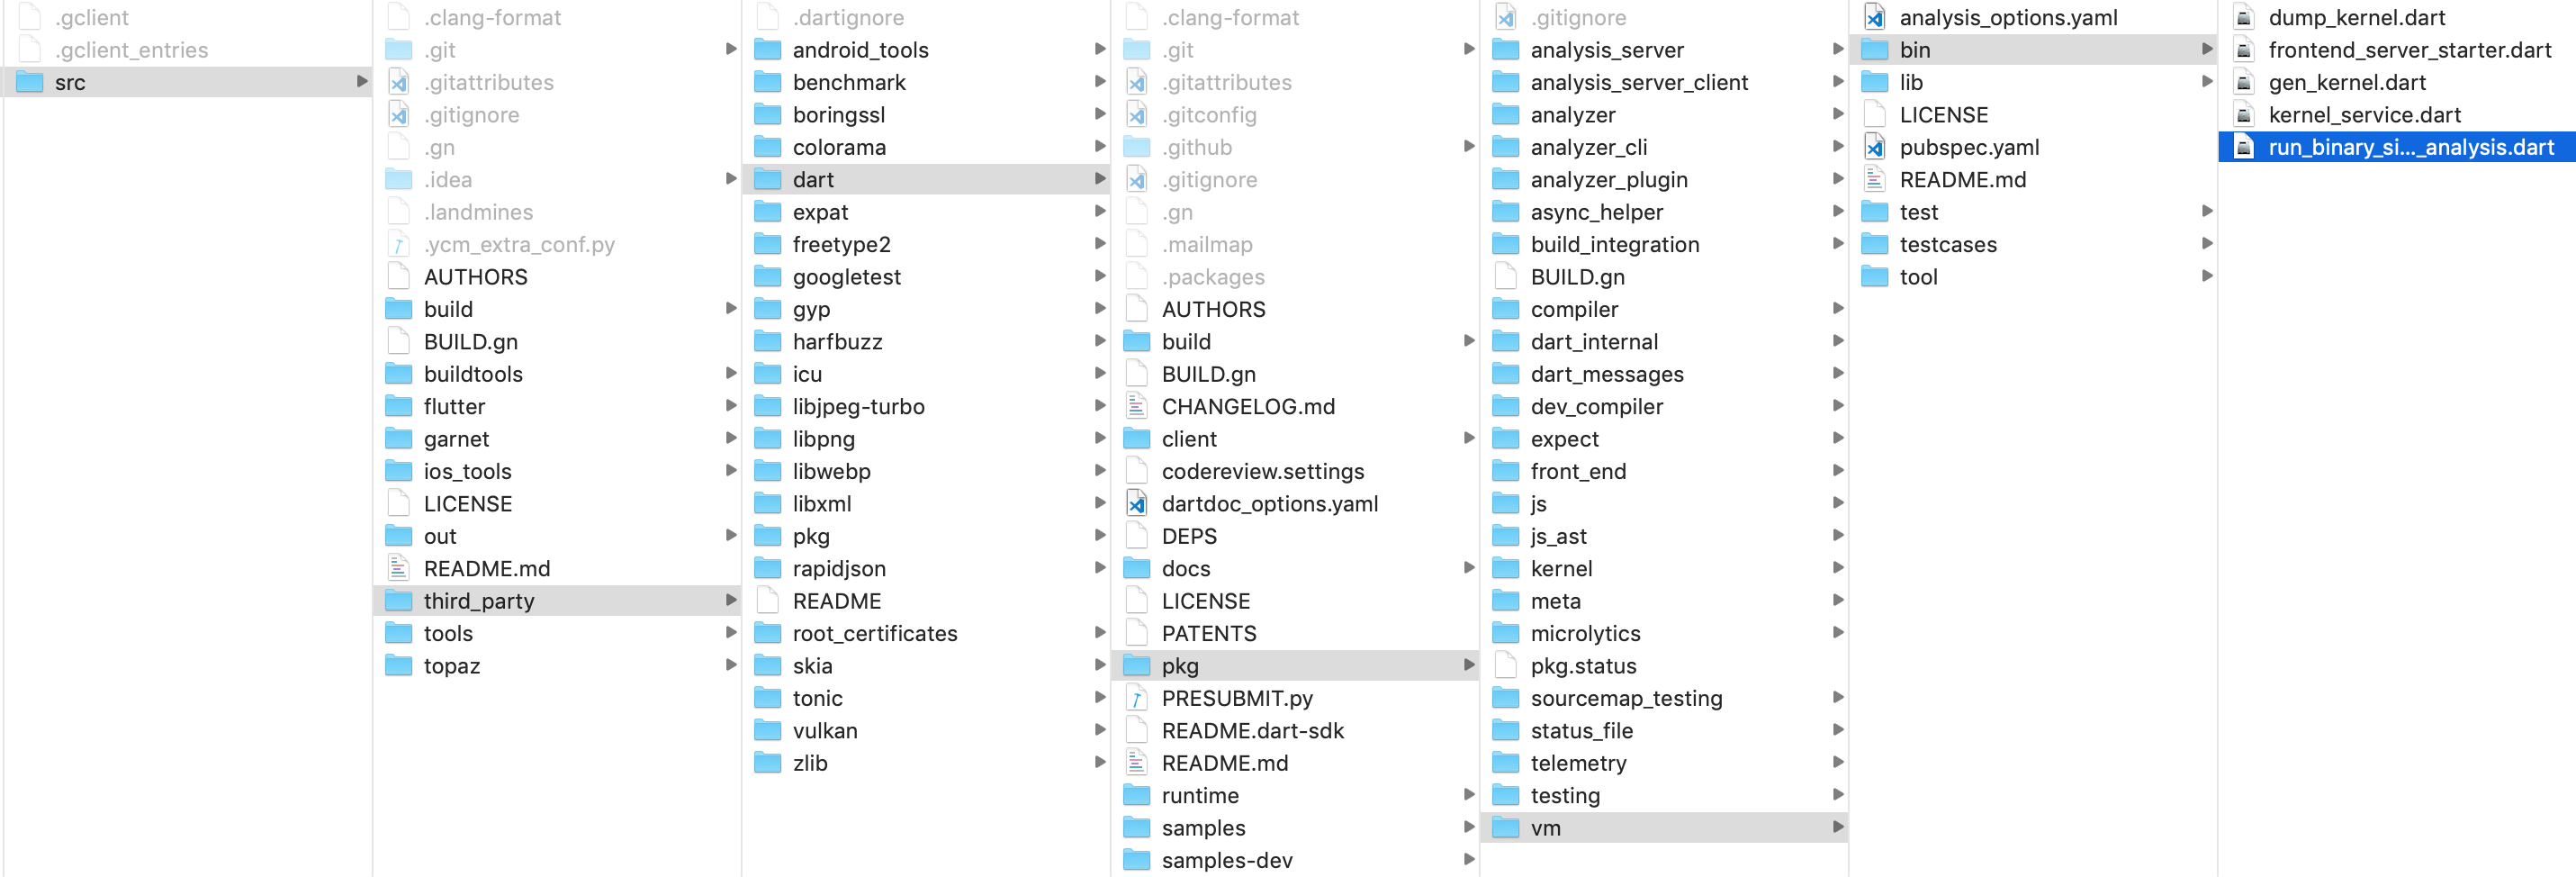 .gclient
.gclient_entries
src
.clang-format
.git
.gitattributes
.gitignore
.gn
.idea
.landmines
.ycm_extra_conf.py
AUTHORS
build
BUILD.gn
buildtools
flutter
garnet
ios_tools
LICENSE
out
README.md
third_party
tools
topaz
.dartignore
android_tools
benchmark
boringssl
colorama
dart
expat
freetype2
googletest
gyp
harfbuzz
icu
libjpeg-turbo
libpng
libwebp
libxml
pkg
rapidjson
README
root_certificates
skia
tonic
vulkan
zlib
.clang-format
.git
.gitattributes
.gitconfig
.github
.gitignore
.gn
.mailmap
.packages
AUTHORS
build
BUILD.gn
CHANGELOG.md
client
codereview.settings
dartdoc_options.yaml
DEPS
docs
LICENSE
PATENTS
pkg
PRESUBMIT.py
README.dart-sdk
README.md
runtime
samples
samples-dev
.gitignore
analysis_server
analysis_server_client
analyzer
analyzer_cli
analyzer_plugin
async_helper
build_integration
BUILD.gn
compiler
dart_internal
dart_messages
dev_compiler
expect
front_end
js
js_ast
kernel
meta
microlytics
pkg.status
sourcemap_testing
status_file
telemetry
testing
vm
analysis_options.yaml
bin
lib
LICENSE
pubspec.yaml
README.md
test
testcases
tool
dump_kernel.dart
frontend_server_starter.dart
gen_kernel.dart
kernel_service.dart
run_binary_si..._analysis.dart